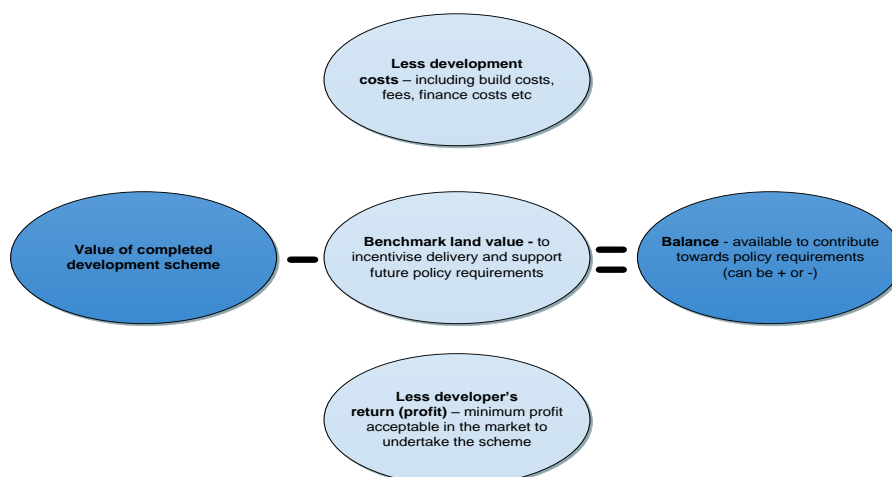 Less development
costs – including build costs,
fees, finance costs etc
Value of completed
development scheme
Benchmark land value - to
incentivise delivery and support
future policy requirements
Balance - available to contribute
towards policy requirements
(can be + or -)
Less developer's
return (profit) – minimum profit
acceptable in the market to
undertake the scheme